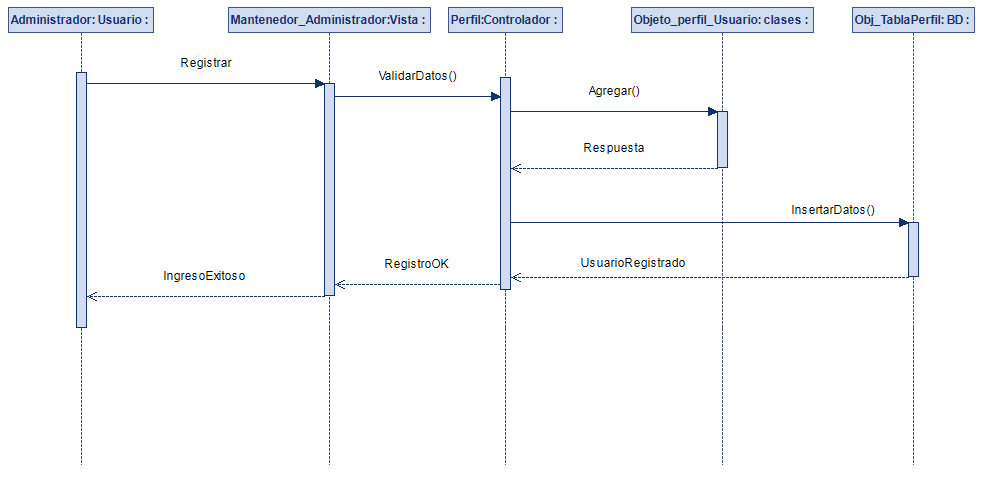 Administrador: Usuario :
Mantenedor_Administrador:Vista :
Perfil:Controlador :
Objeto_perfil_Usuario: clases :
Obj_TablaPerfil: BD :
Registrar
ValidarDatos()
Agregar()
Respuesta
InsertarDatos()
UsuarioRegistrado
RegistroOK
IngresoExitoso